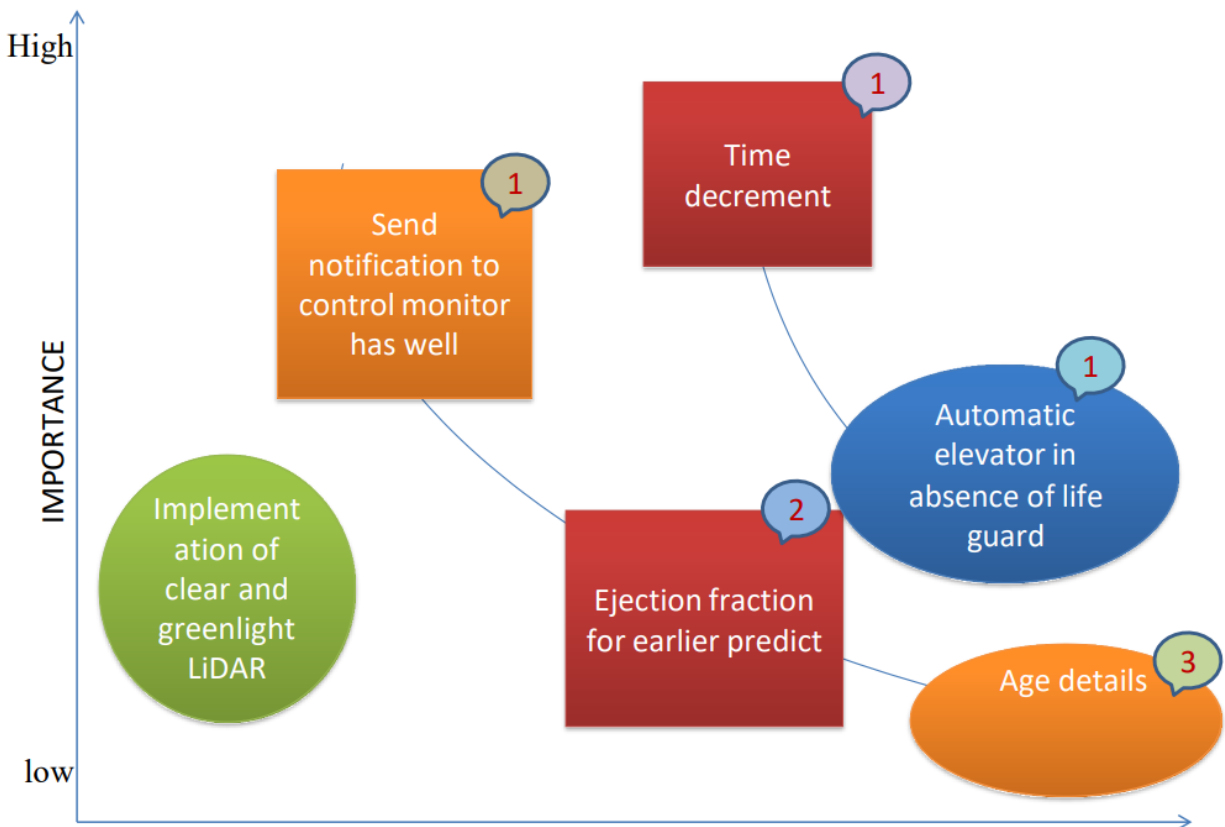 High
1
Time
decrement
1
Send
notification to
control monitor
has well
IMPORTANCE
1
Automatic
elevator in
absence of life
guard
Implement
ation of
clear and
greenlight
LiDAR
2
Ejection fraction
for earlier predict
3
Age details
low